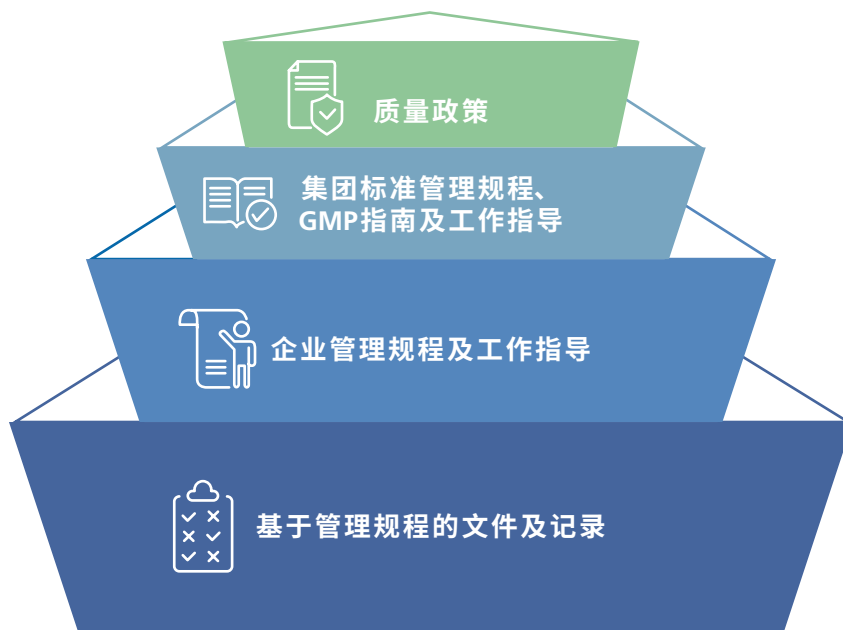 质量政策
集团标准管理规程、
GMP指南及工作指导
企业管理规程及工作指导
基于管理规程的文件及记录